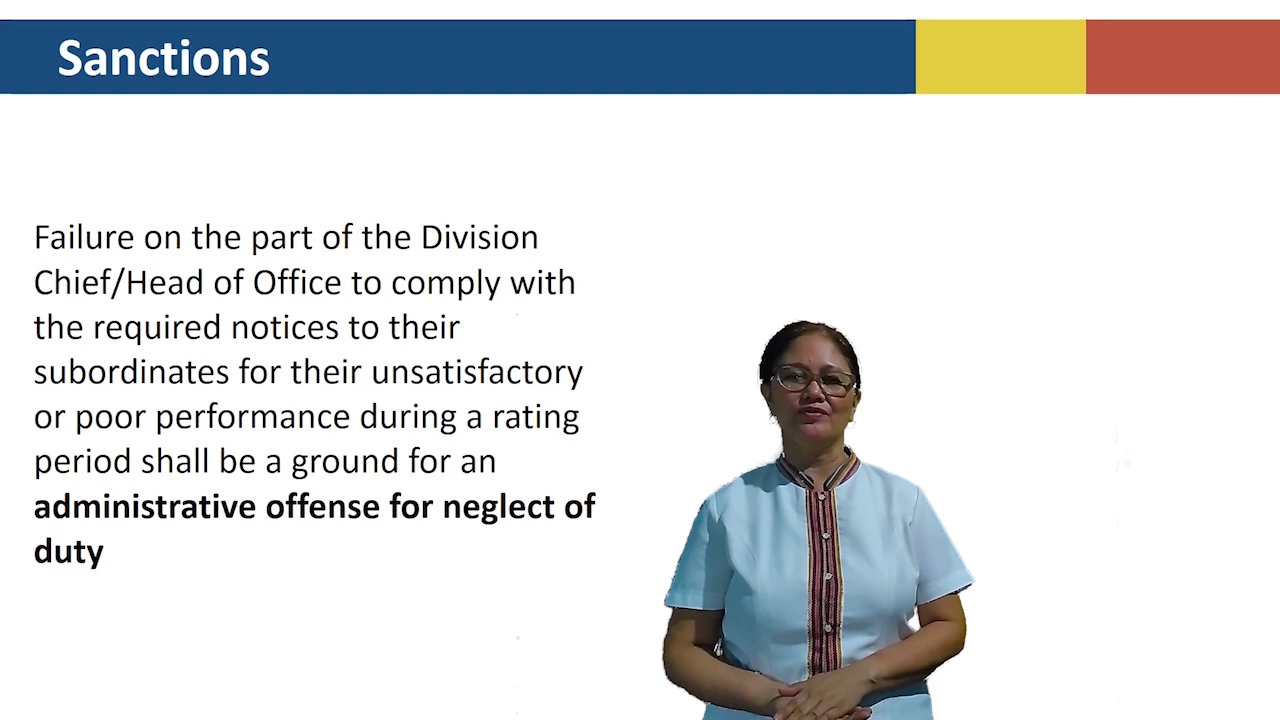 Sanctions
Failure on the part of the Division
Chief/Head of Office to comply with
the required notices to their
subordinates for their unsatisfactory
or poor performance during a rating
period shall be a ground for an
administrative offense for neglect of
duty